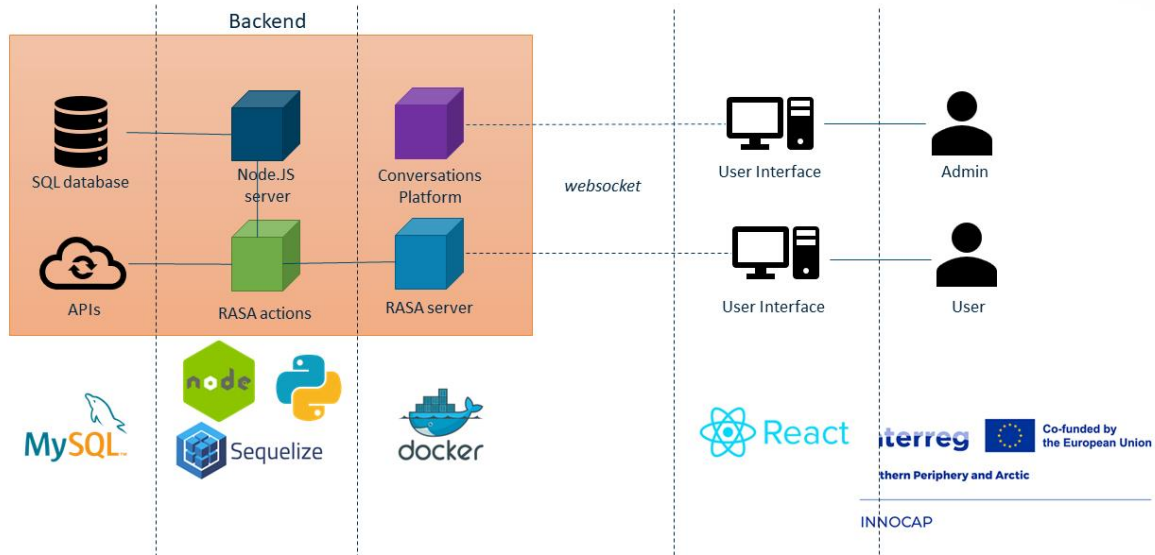 Backend
SQL database
Node.JS
server
Conversations
Platform
websocket
User Interface
Admin
APIs
RASA actions
RASA server
User Interface
User
MySQL™
node
Sequelize
docker
React
terreg
Co-funded by
the European Union
thern Periphery and Arctic
INNOCAP